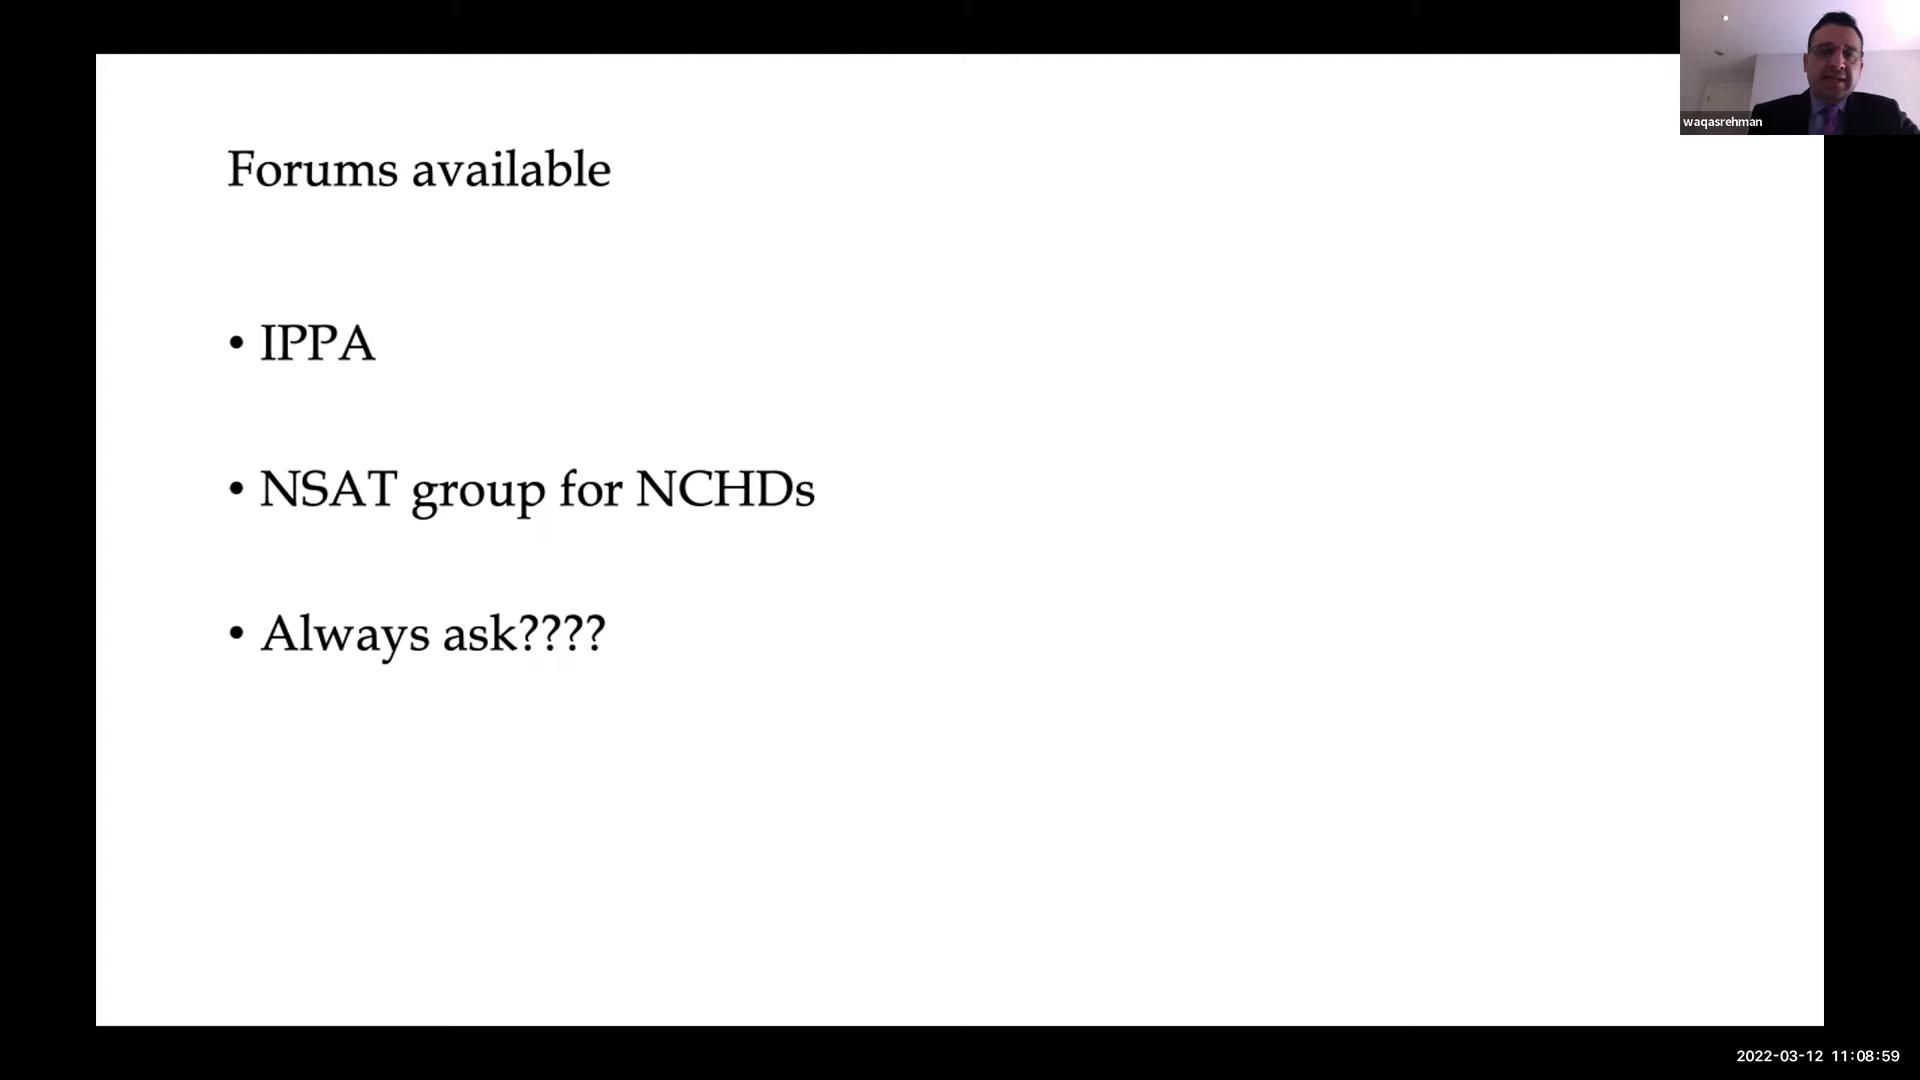 waqasrehman
Forums available
• IPPA
• NSAT group for NCHDs
• Always ask????
2022-03-12 11:08:59